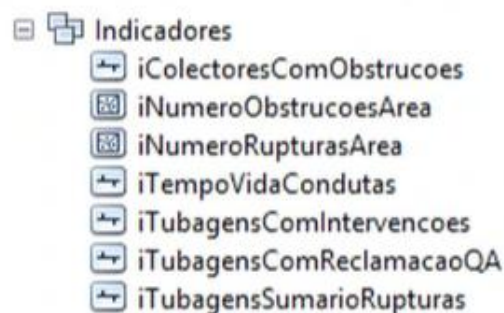 Indicadores
iColectoresComObstrucoes
iNumeroObstrucoesArea
iNumeroRupturasArea
iTempoVidaCondutas
iTubagensComIntervencoes
iTubagensComReclamacaoQA
iTubagensSumarioRupturas